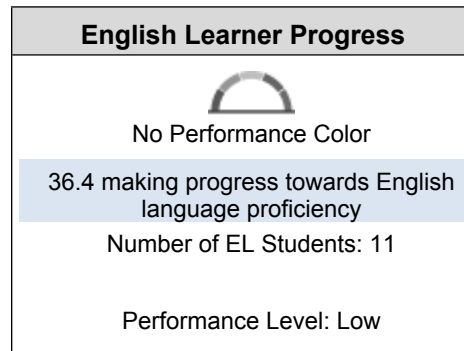 English Learner Progress
No Performance Color
36.4 making progress towards English
language proficiency
Number of EL Students: 11
Performance Level: Low